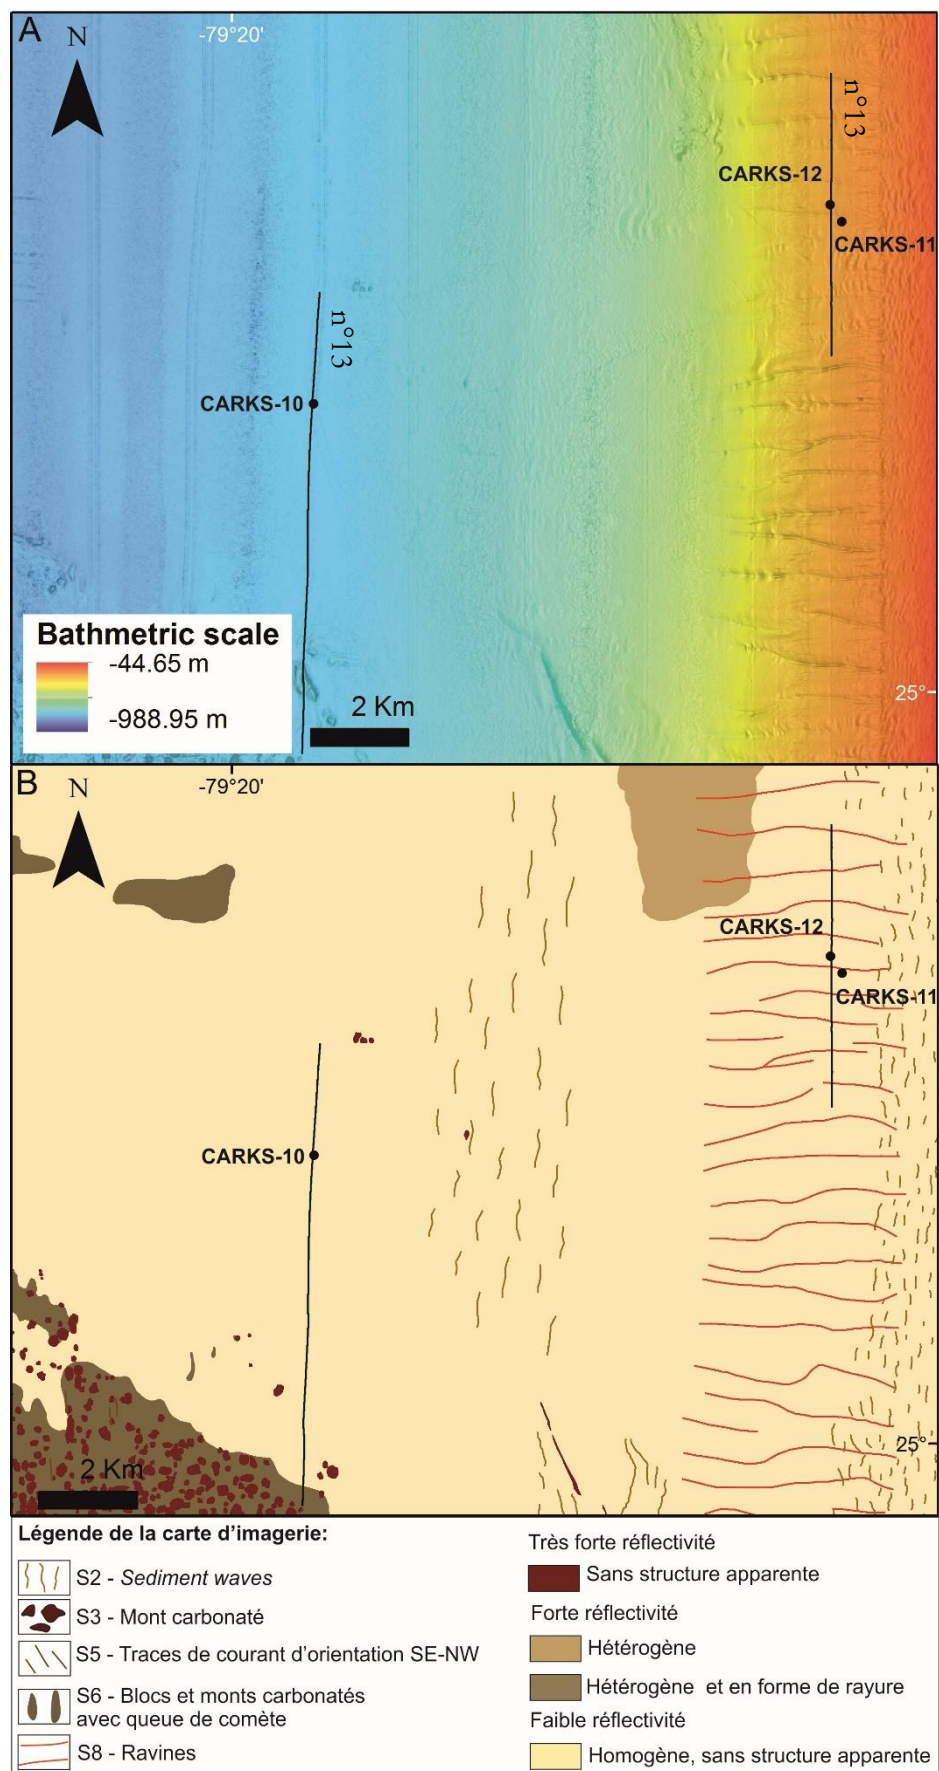 A
N
-79°20'
n°13
CARKS-12
CARKS-11
n°13
CARKS-10
Bathmetric scale
-44.65 m
-988.95 m
2 Km
25°
B
N
-79°20'
CARKS-12
CARKS-11
CARKS-10
25°
2 Km
Légende de la carte d'imagerie:
S2 - Sediment waves
S3 - Mont carbonaté
S5 - Traces de courant d'orientation SE-NW
S6 - Blocs et monts carbonatés
avec queue de comète
S8 - Ravines
Très forte réflectivité
Sans structure apparente
Forte réflectivité
Hétérogène
Hétérogène et en forme de rayure
Faible réflectivité
Homogène, sans structure apparente